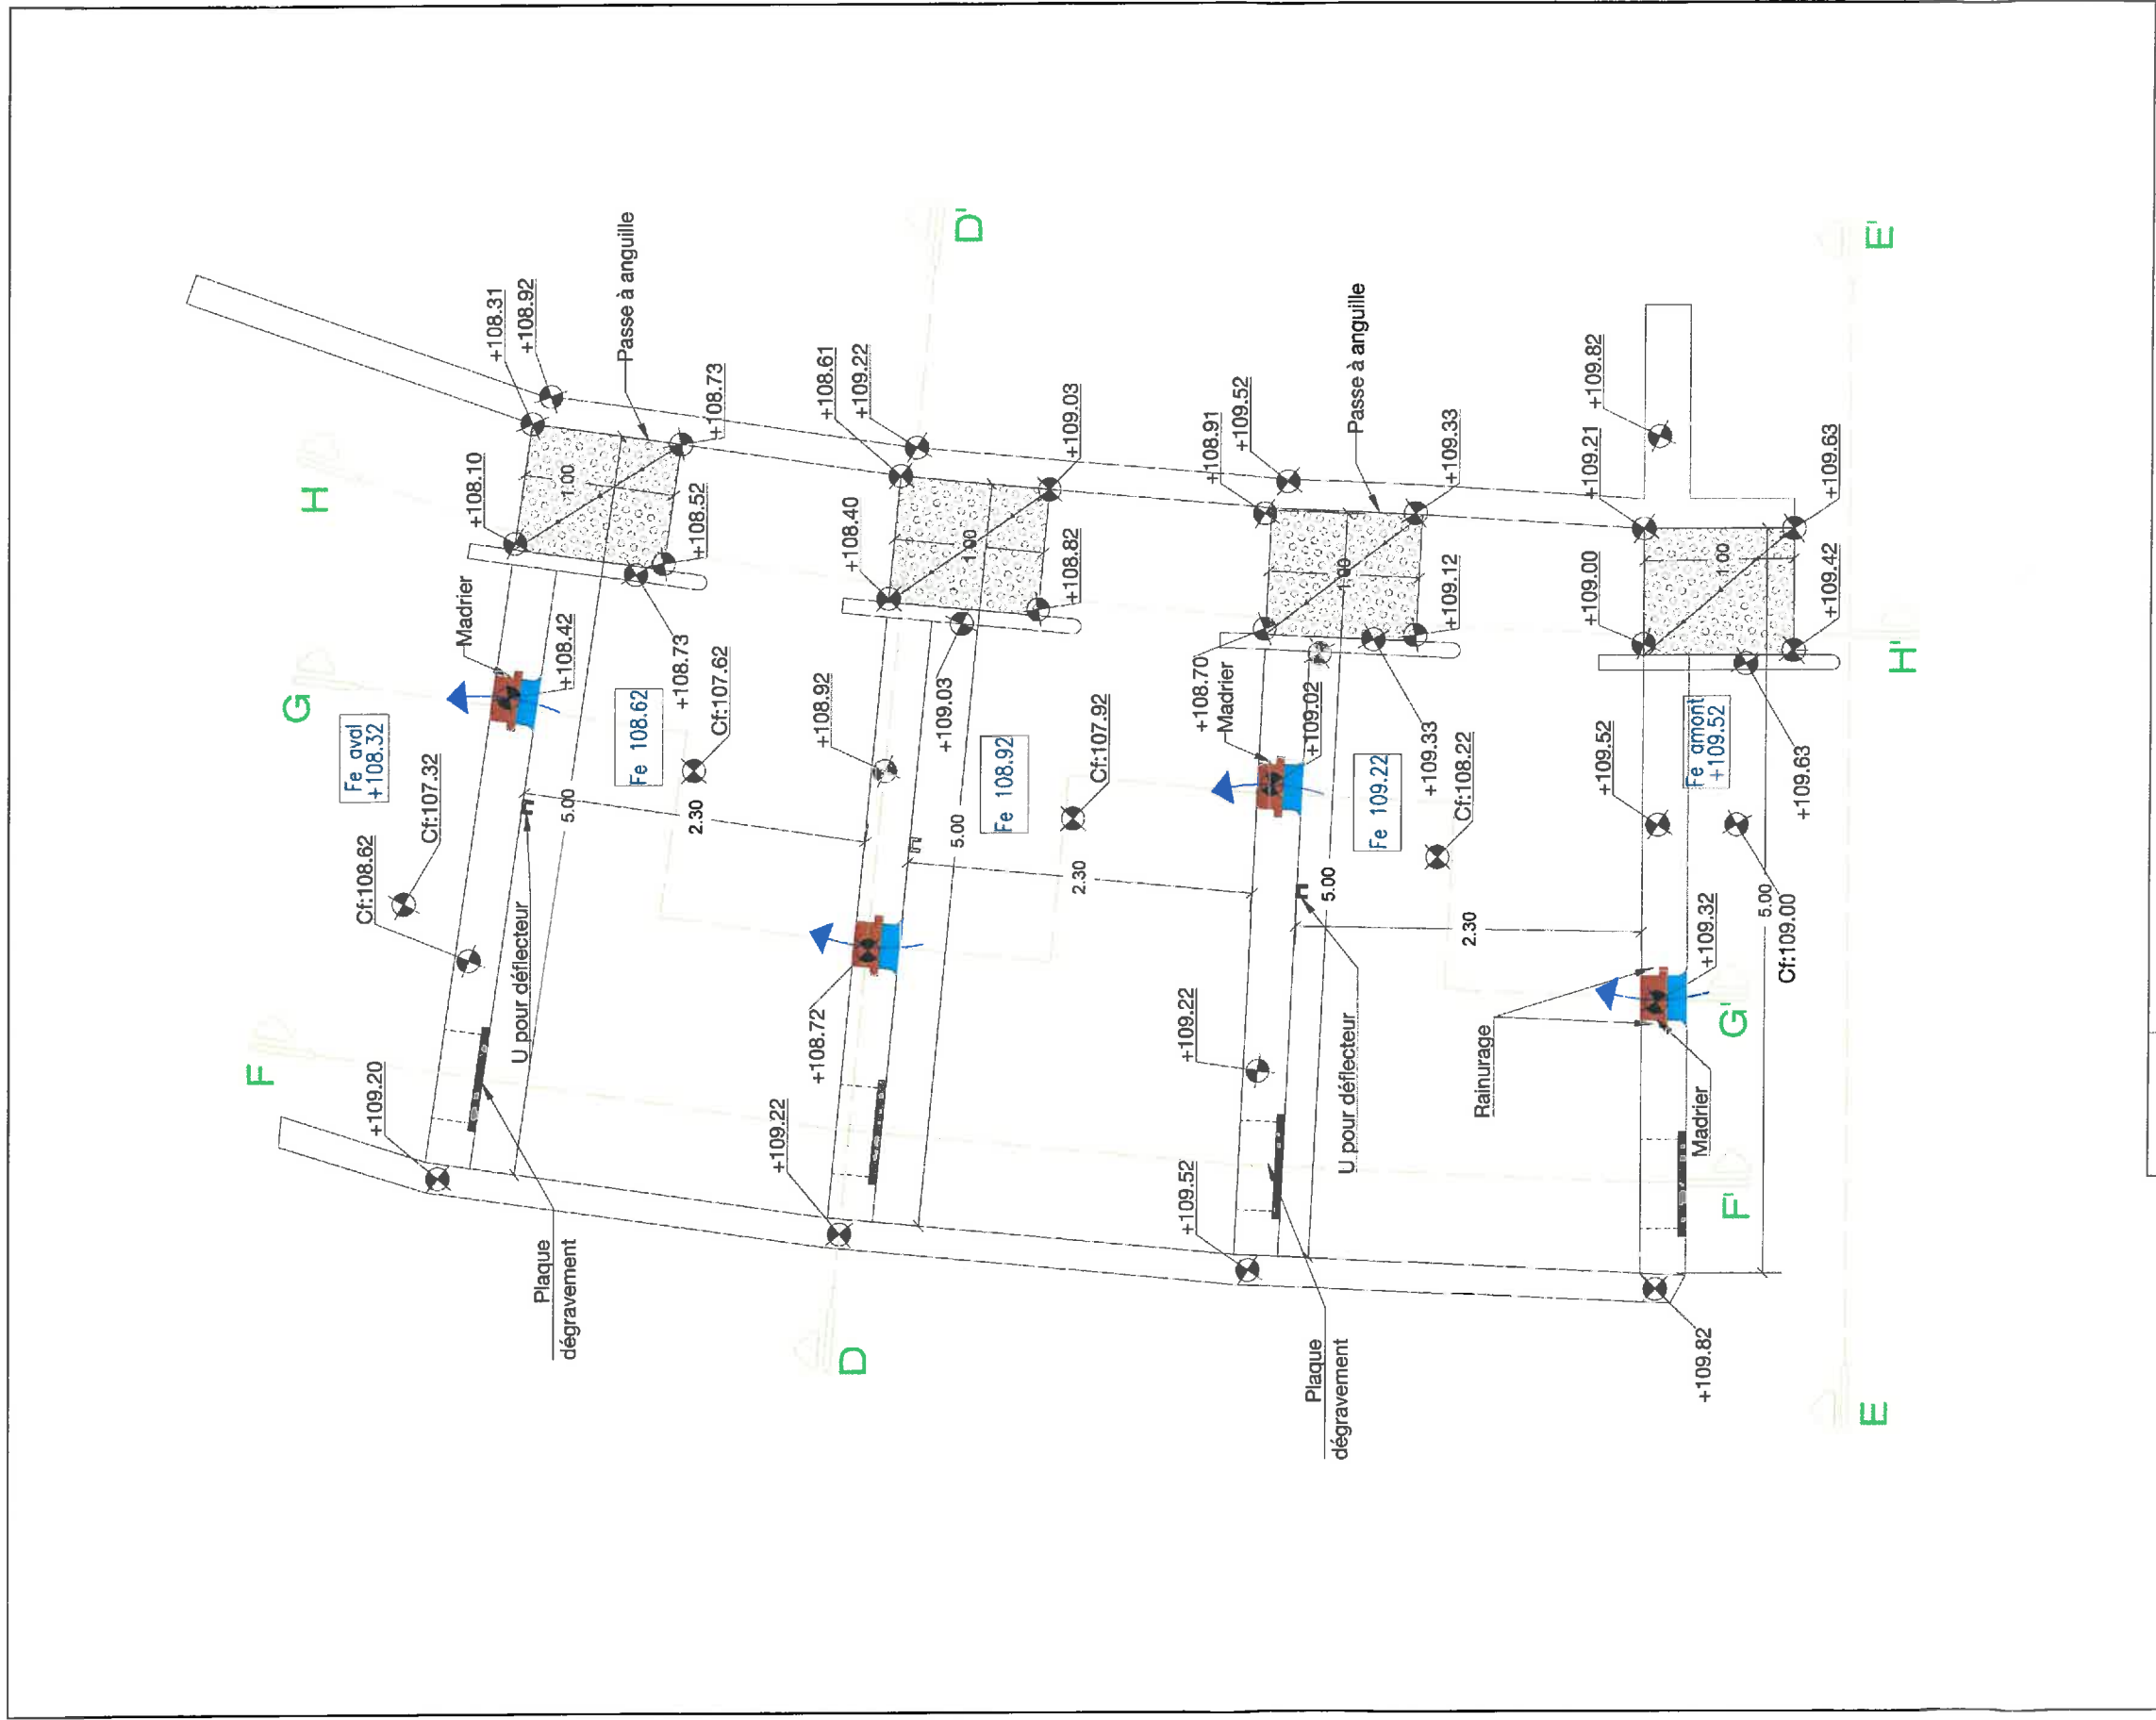 H
G
F
D'
E'
D
E
H'
G'
F'
Fe aval
+108.32
Cf:107.32
Cf:108.62
+109.20
Madrier
+108.42
+108.10
+108.31
+108.92
Passe à anguille
+108.73
+108.52
1.00
+108.73
Fe 108.62
Cf:107.62
5.00
2.30
U pour déflecteur
Plaque
dégravement
+108.61
+109.22
+108.40
1.00
+109.03
+108.82
+108.92
+109.03
Fe 108.92
Cf:107.92
5.00
2.30
+108.72
+109.22
+108.91
+109.52
Passe à anguille
+109.33
1.00
+109.12
+108.70
Madrier
+109.02
+109.33
Fe 109.22
Cf:108.22
5.00
2.30
+109.22
+109.52
U pour déflecteur
Plaque
dégravement
+109.82
+109.21
+109.00
1.00
+109.63
+109.42
+109.52
Fe amont
+109.52
+109.63
Cf:109.00
5.00
+109.32
Rainurage
Madrier
+109.82